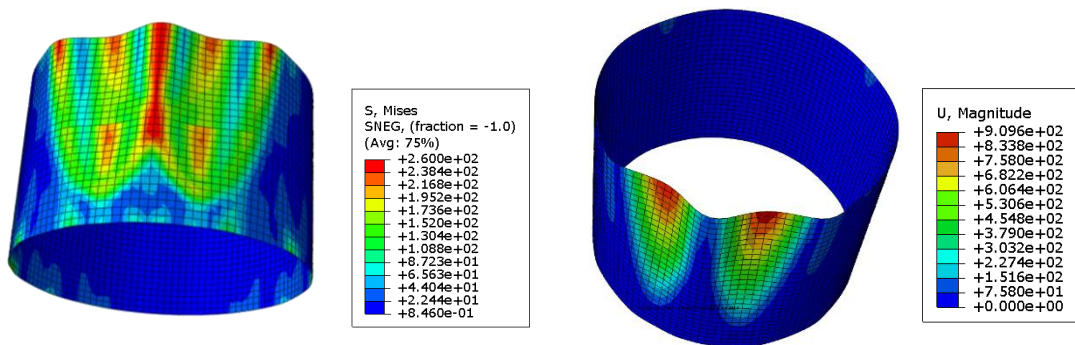 S, Mises
SNEG, (fraction = -1.0)
(Avg: 75%)
+2.600e+02
+2.384e+02
+2.168e+02
+1.952e+02
+1.736e+02
+1.520e+02
+1.304e+02
+1.088e+02
+8.723e+01
+6.563e+01
+4.404e+01
+2.244e+01
+8.460e-01
U, Magnitude
+9.096e+02
+8.338e+02
+7.580e+02
+6.822e+02
+6.064e+02
+5.306e+02
+4.548e+02
+3.790e+02
+3.032e+02
+2.274e+02
+1.516e+02
+7.580e+01
+0.000e+00